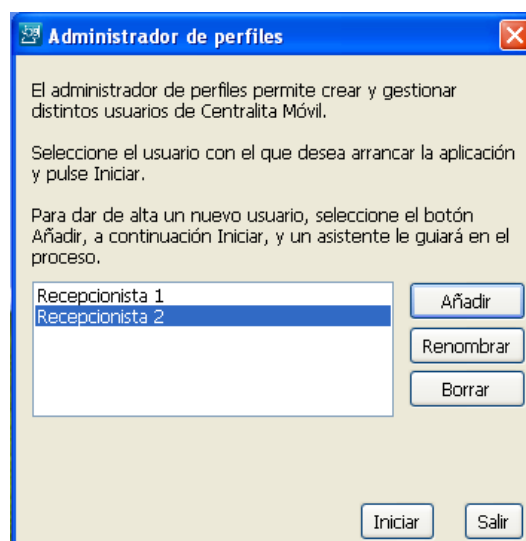 Administrador de perfiles
El administrador de perfiles permite crear y gestionar
distintos usuarios de Centralita Móvil.
Seleccione el usuario con el que desea arrancar la aplicación
y pulse Iniciar.
Para dar de alta un nuevo usuario, seleccione el botón
Añadir, a continuación Iniciar, y un asistente le guiará en el
proceso.
Recepcionista 1
Recepcionista 2
Añadir
Renombrar
Borrar
Iniciar
Salir